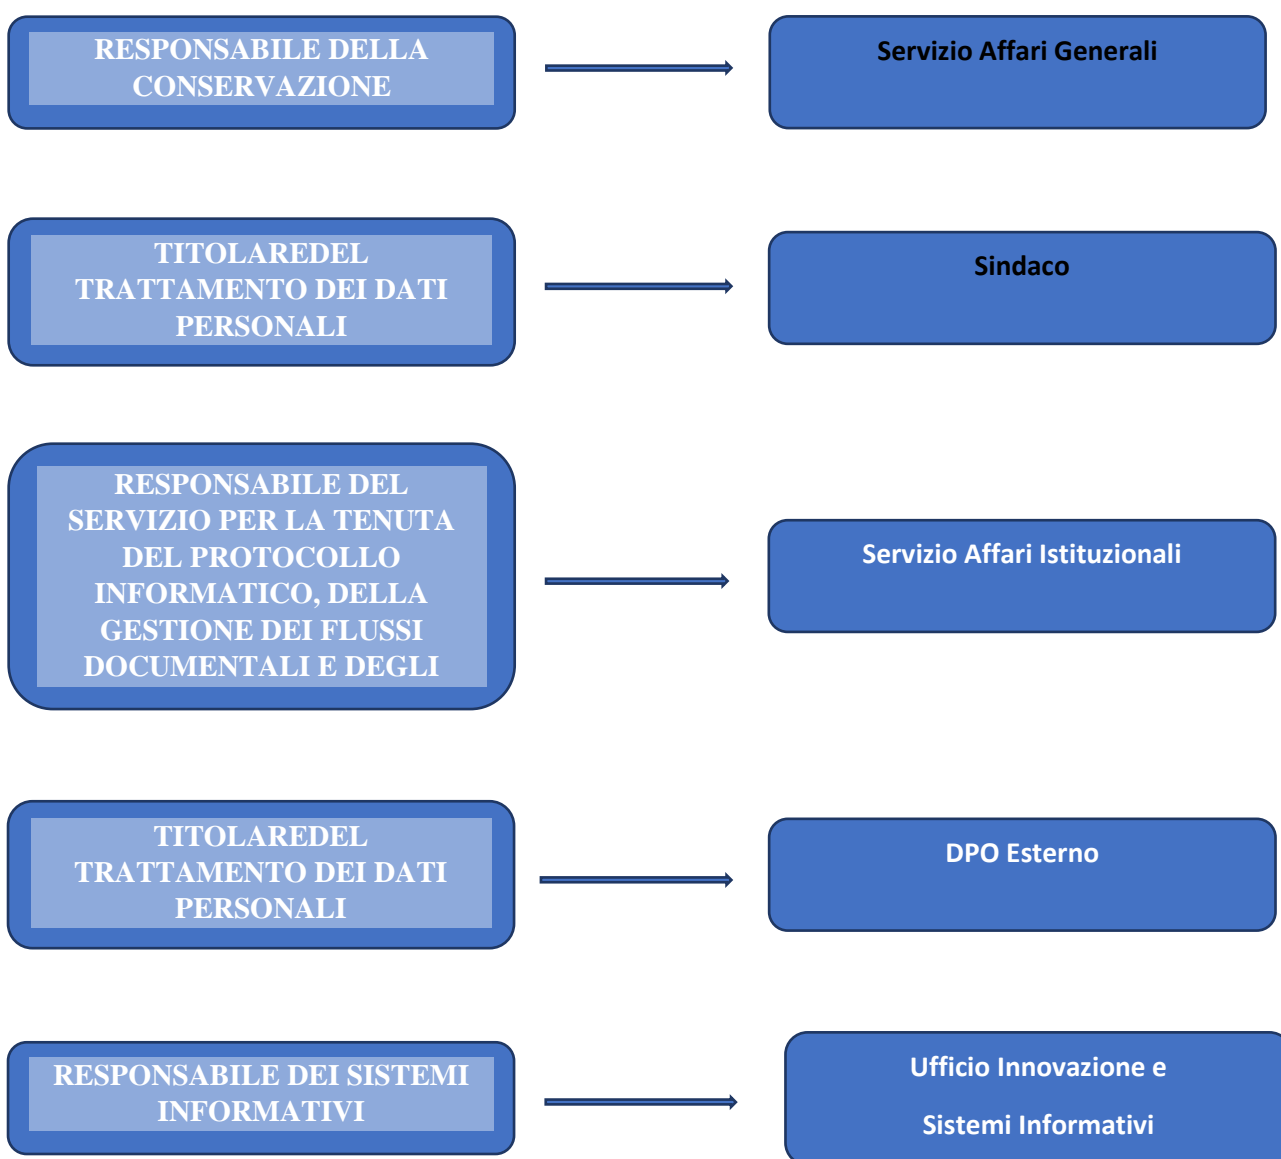 RESPONSABILE DELLA
CONSERVAZIONE
Servizio Affari Generali
TITOLAREDEL
TRATTAMENTO DEI DATI
PERSONALI
Sindaco
RESPONSABILE DEL
SERVIZIO PER LA TENUTA
DEL PROTOCOLLO
INFORMATICO, DELLA
GESTIONE DEI FLUSSI
DOCUMENTALI E DEGLI
Servizio Affari Istituzionali
TITOLAREDEL
TRATTAMENTO DEI DATI
PERSONALI
DPO Esterno
RESPONSABILE DEI SISTEMI
INFORMATIVI
Ufficio Innovazione e
Sistemi Informativi